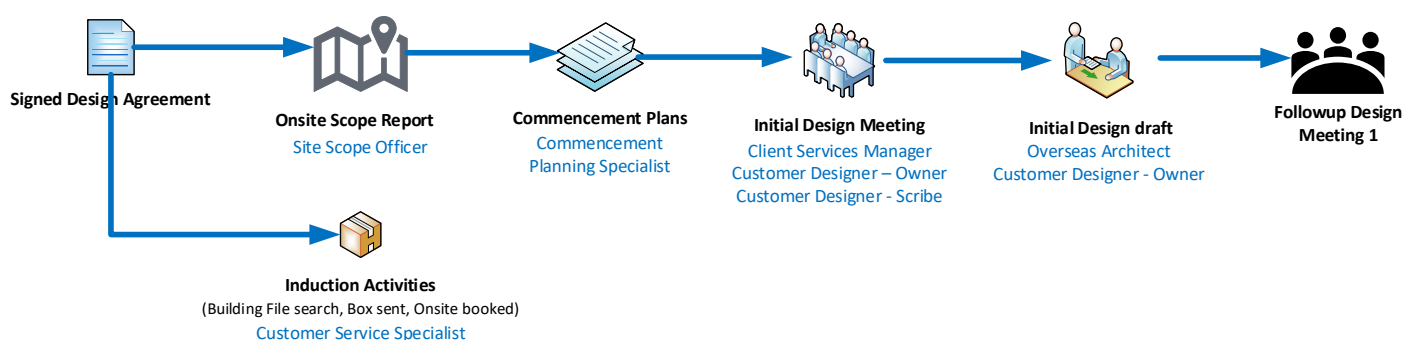 Signed Design Agreement
Onsite Scope Report
Site Scope Officer
Commencement Plans
Commencement
Planning Specialist
Initial Design Meeting
Client Services Manager
Customer Designer – Owner
Customer Designer - Scribe
Initial Design draft
Overseas Architect
Customer Designer - Owner
Followup Design
Meeting 1
Induction Activities
(Building File search, Box sent, Onsite booked)
Customer Service Specialist